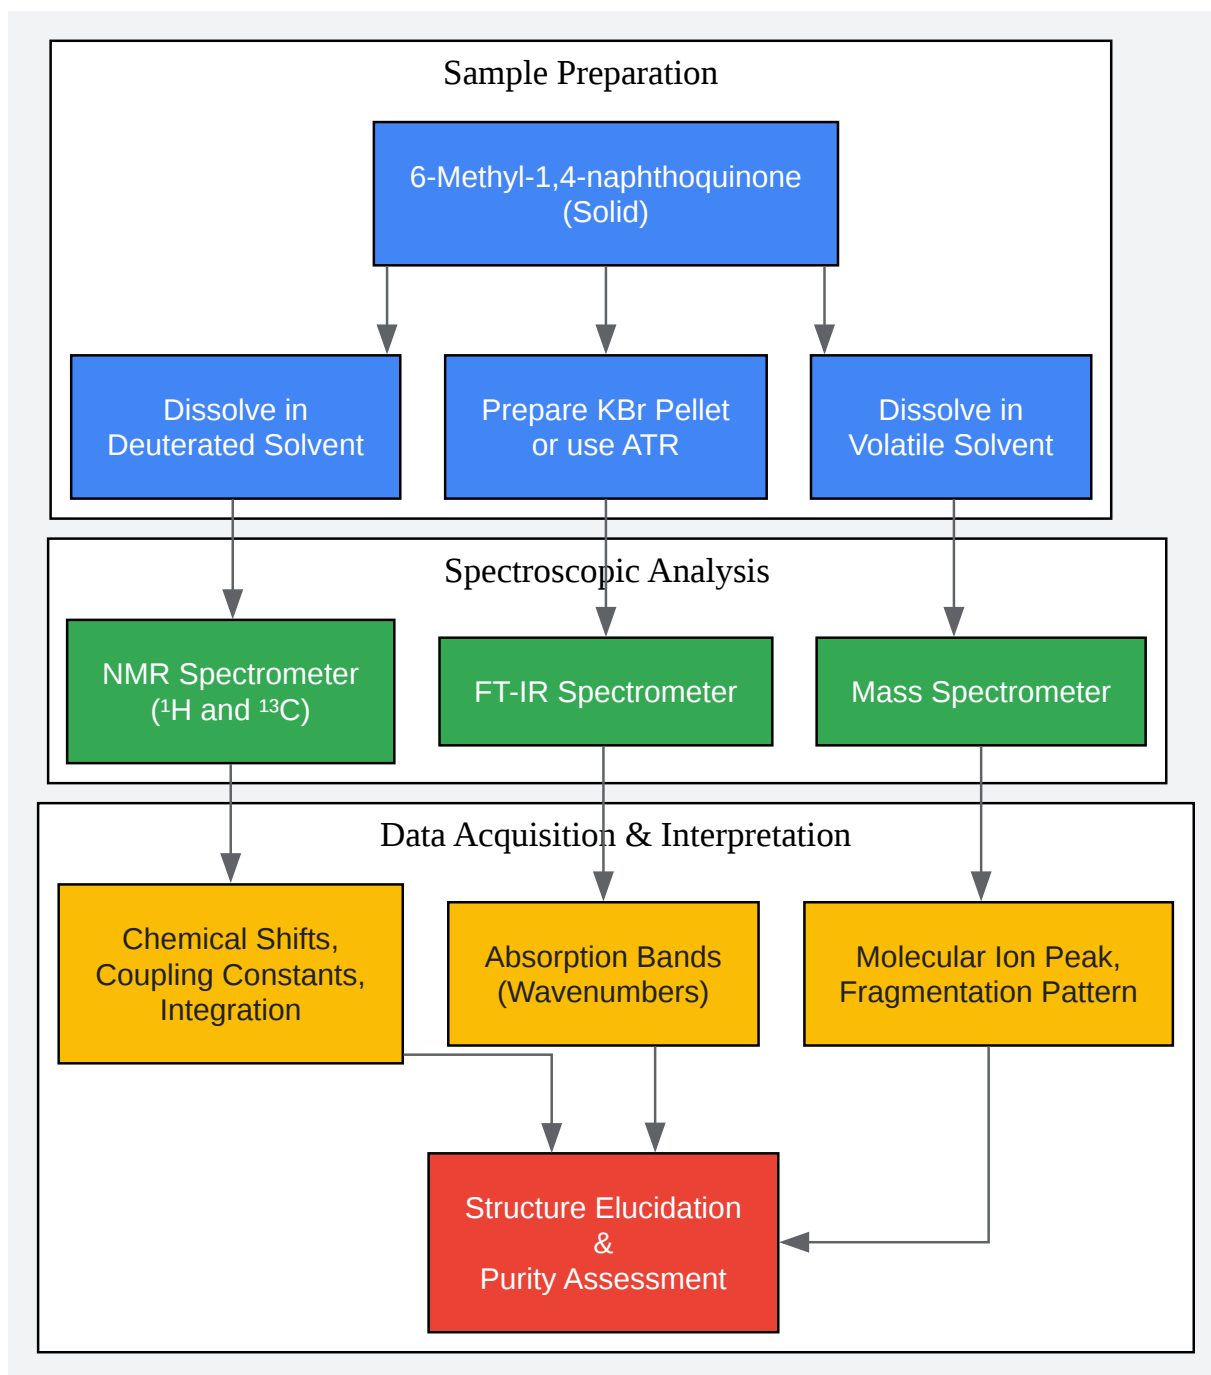 Sample Preparation
6-Methyl-1,4-naphthoquinone
(Solid)
Dissolve in
Deuterated Solvent
Prepare KBr Pellet
or use ATR
Dissolve in
Volatile Solvent
Spectroscopic Analysis
NMR Spectrometer
(¹H and ¹³C)
FT-IR Spectrometer
Mass Spectrometer
Data Acquisition & Interpretation
Chemical Shifts,
Coupling Constants,
Integration
Absorption Bands
(Wavenumbers)
Molecular Ion Peak,
Fragmentation Pattern
Structure Elucidation
&
Purity Assessment